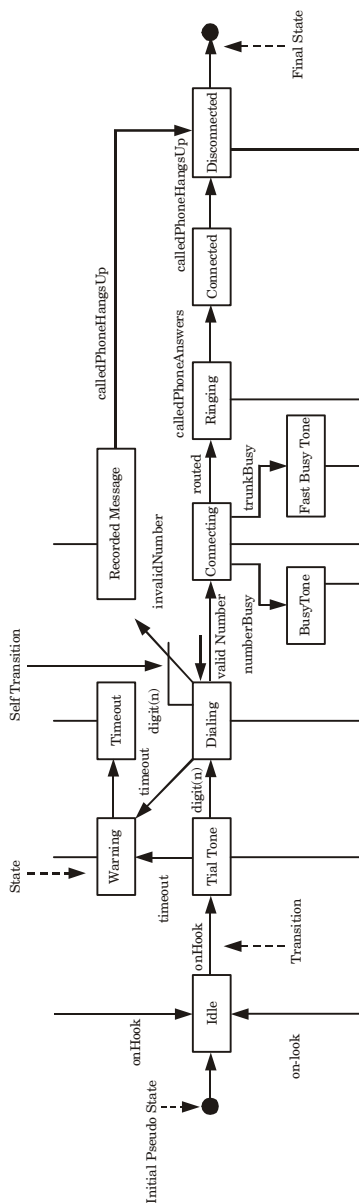 Initial Pseudo State
onHook
Idle
on-look
onHook
Transition
State
Warning
timeout
Tial Tone
timeout
digit(n)
Timeout
Self Transition
digit(n)
Dialing
invalidNumber
valid Number
Recorded Message
Connecting
numberBusy
BusyTone
trunkBusy
Fast Busy Tone
routed
Ringing
calledPhoneAnswers
Connected
calledPhoneHangsUp
calledPhoneHangsUp
Disconnected
Final State